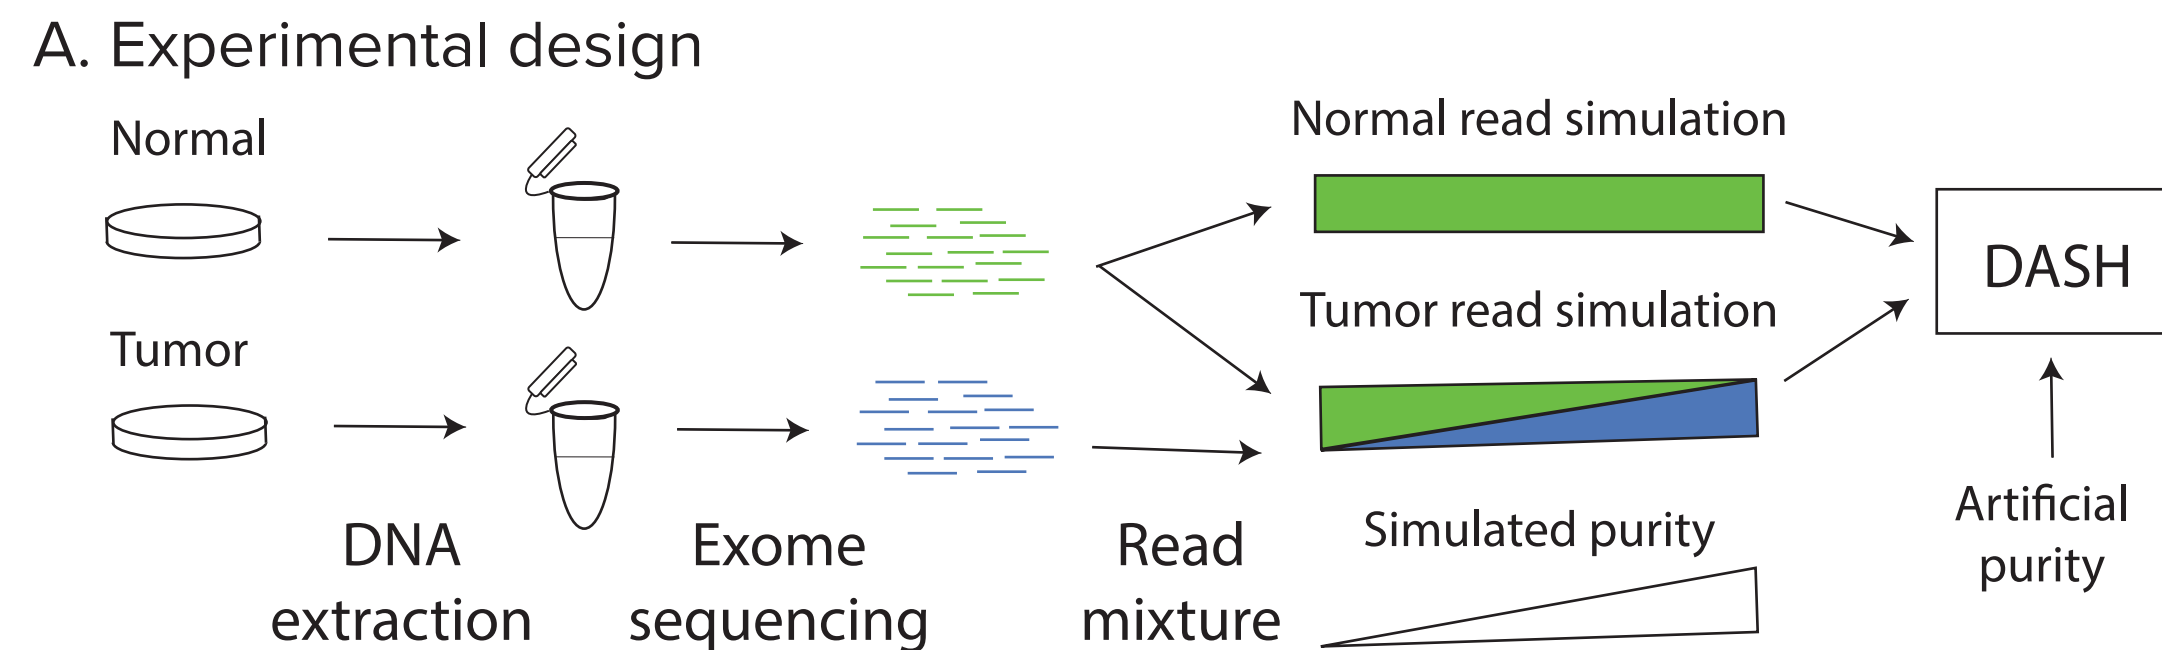 A. Experimental design
Normal
Tumor
DNA
extraction
Exome
sequencing
Read
mixture
Normal read simulation
Tumor read simulation
Simulated purity
DASH
Artificial
purity